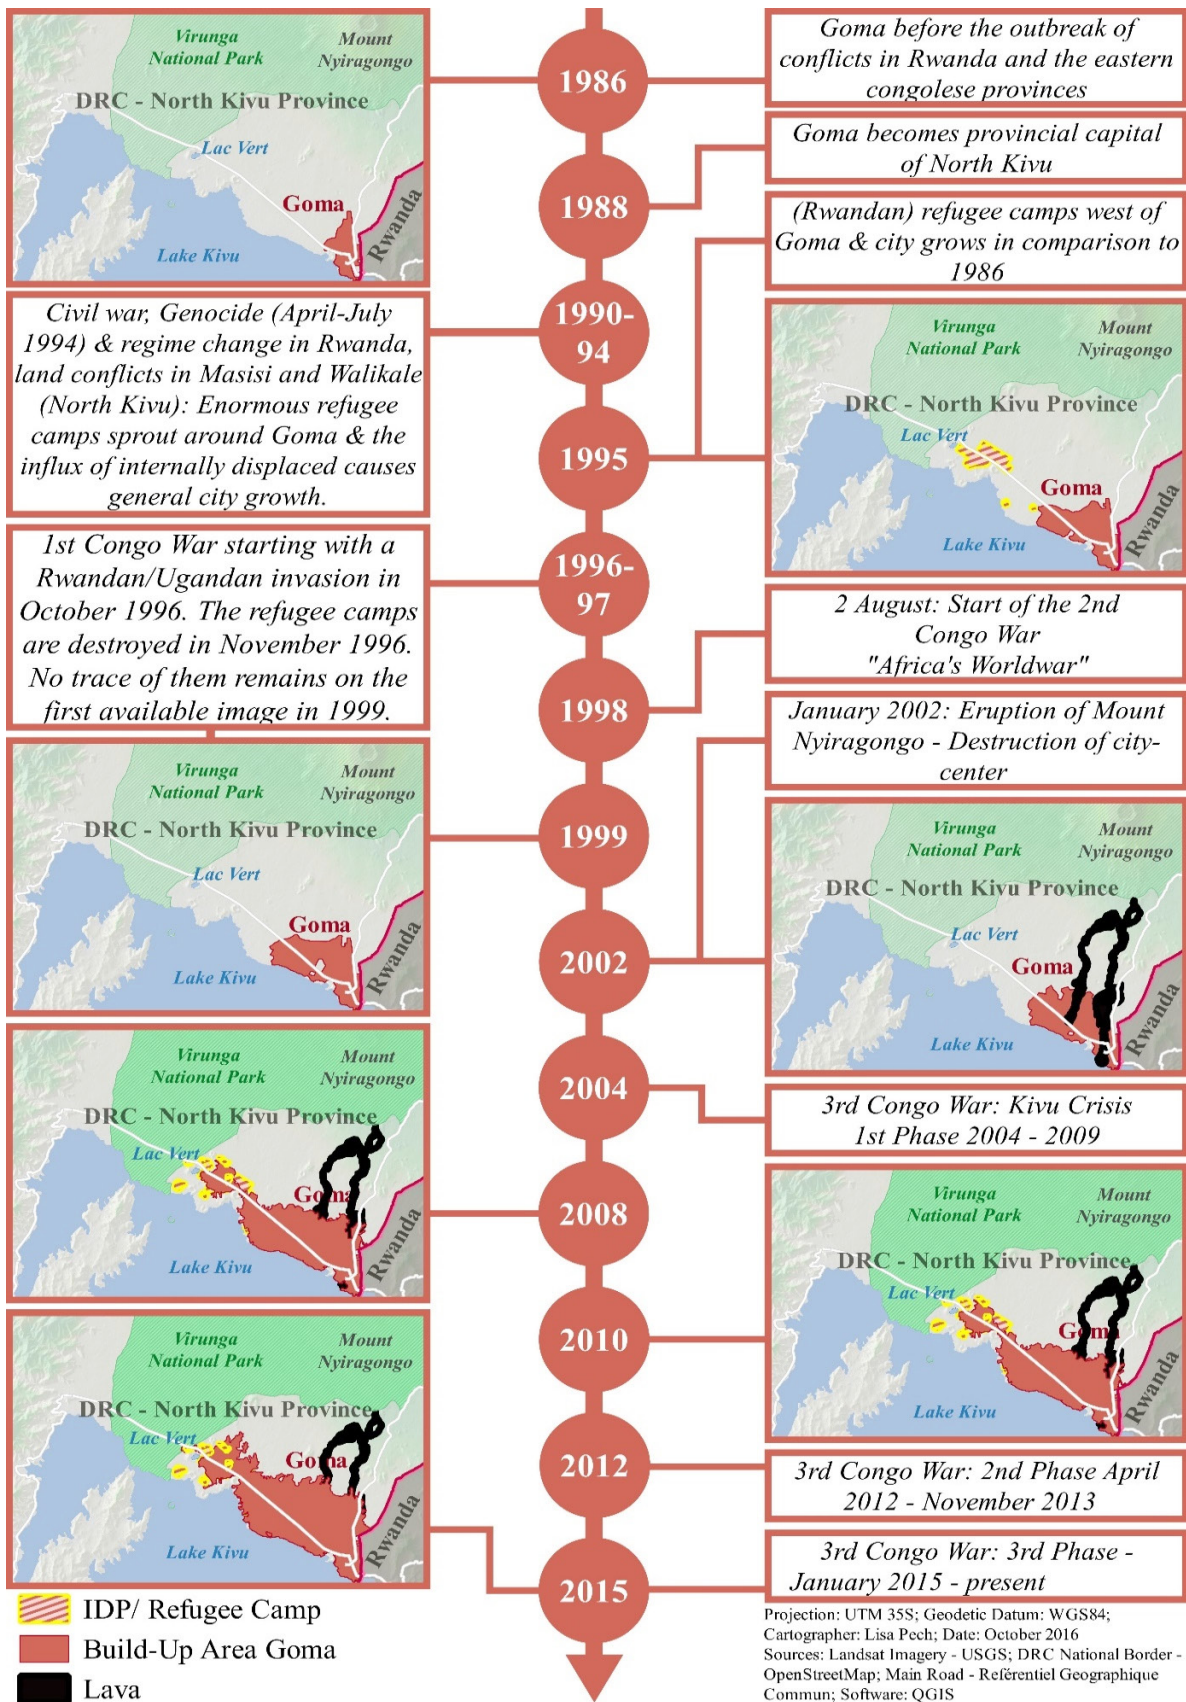 Virunga
National Park
Mount
Nyiragongo
DRC - North Kivu Province
Lac Vert
Goma
Lake Kivu
Rwanda
1986
Goma before the outbreak of
conflicts in Rwanda and the eastern
congolese provinces
1988
Goma becomes provincial capital
of North Kivu
(Rwandan) refugee camps west of
Goma & city grows in comparison to
1986
Civil war, Genocide (April-July
1994) & regime change in Rwanda,
land conflicts in Masisi and Walikale
(North Kivu): Enormous refugee
camps sprout around Goma & the
influx of internally displaced causes
general city growth.
1990-
94
1995
Virunga
National Park
Mount
Nyiragongo
DRC - North Kivu Province
Lac Vert
Goma
Lake Kivu
Rwanda
1st Congo War starting with a
Rwandan/Ugandan invasion in
October 1996. The refugee camps
are destroyed in November 1996.
No trace of them remains on the
first available image in 1999.
1996-
97
2 August: Start of the 2nd
Congo War
"Africa's Worldwar"
1998
January 2002: Eruption of Mount
Nyiragongo - Destruction of city-
center
Virunga
National Park
Mount
Nyiragongo
DRC - North Kivu Province
Lac Vert
Goma
Lake Kivu
Rwanda
1999
2002
Virunga
National Park
Mount
Nyiragongo
DRC - North Kivu Province
Lac Vert
Goma
Lake Kivu
Rwanda
2004
3rd Congo War: Kivu Crisis
1st Phase 2004 - 2009
Virunga
National Park
Mount
Nyiragongo
DRC - North Kivu Province
Lac Vert
Goma
Lake Kivu
Rwanda
2008
Virunga
National Park
Mount
Nyiragongo
DRC - North Kivu Province
Lac Vert
Goma
Lake Kivu
Rwanda
2010
Virunga
National Park
Mount
Nyiragongo
DRC - North Kivu Province
Lac Vert
Goma
Lake Kivu
Rwanda
2012
3rd Congo War: 2nd Phase April
2012 - November 2013
2015
3rd Congo War: 3rd Phase -
January 2015 - present
IDP/ Refugee Camp
Build-Up Area Goma
Lava
Projection: UTM 35S; Geodetic Datum: WGS84;
Cartographer: Lisa Pech; Date: October 2016
Sources: Landsat Imagery - USGS; DRC National Border -
OpenStreetMap; Main Road - Reférentiel Geographique
Commun; Software: QGIS